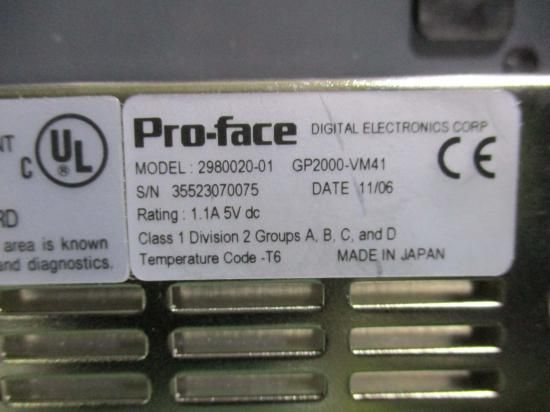 Pro-face DIGITAL ELECTRONICS CORP
MODEL : 2980020-01 GP2000-VM41
S/N 35523070075 DATE 11/06
Rating : 1.1A 5V dc
Class 1 Division 2 Groups A, B, C, and D
Temperature Code -T6 MADE IN JAPAN
CE
NT
C UL
RD
area is known
and diagnostics.